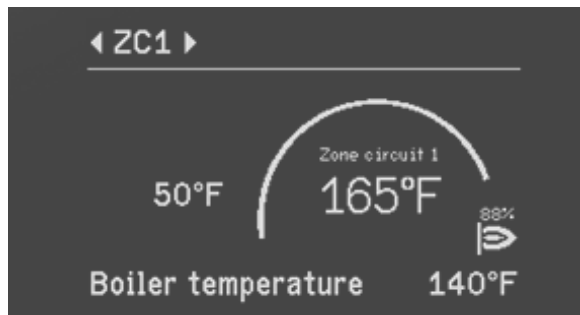 ZC1
Zone circuit 1
50°F
165°F
88%
Boiler temperature 140°F